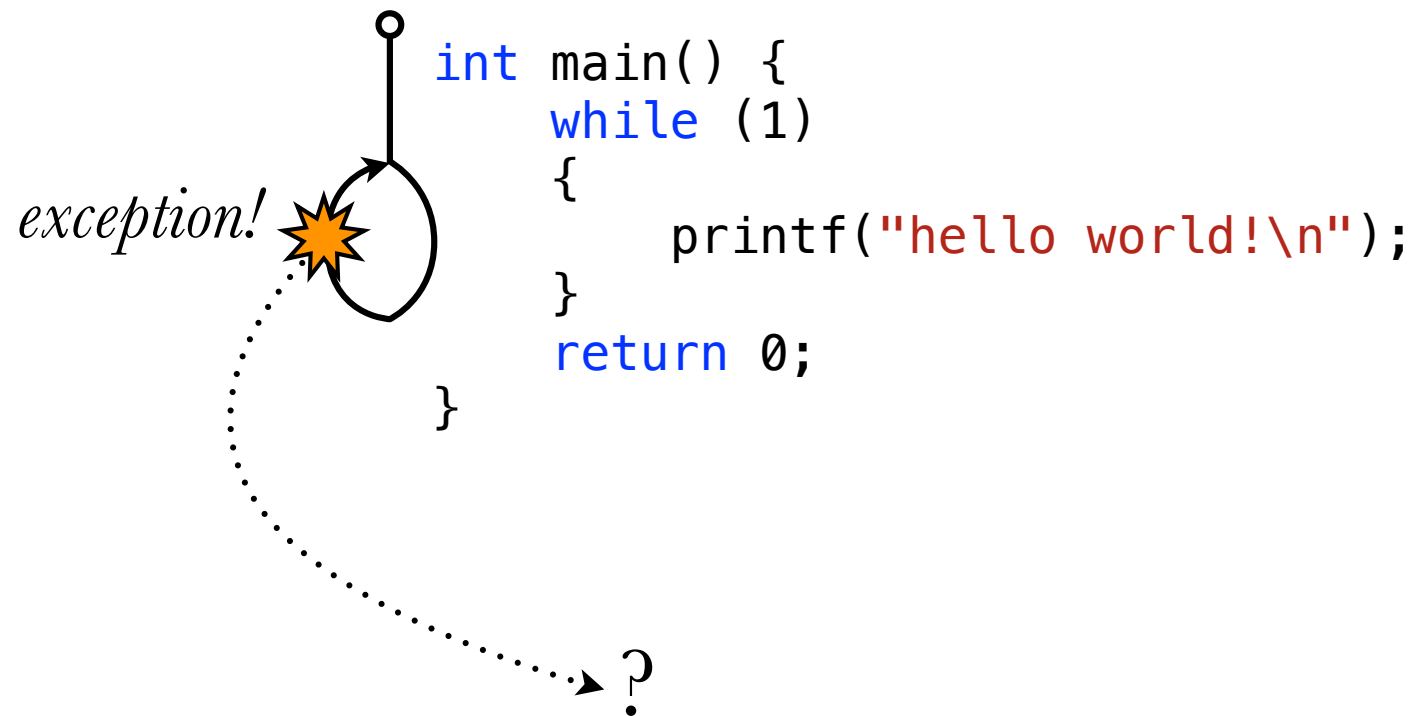 int main() {
while (1)
{
exception!
printf("hello world!\n");
}
return 0;
}
?